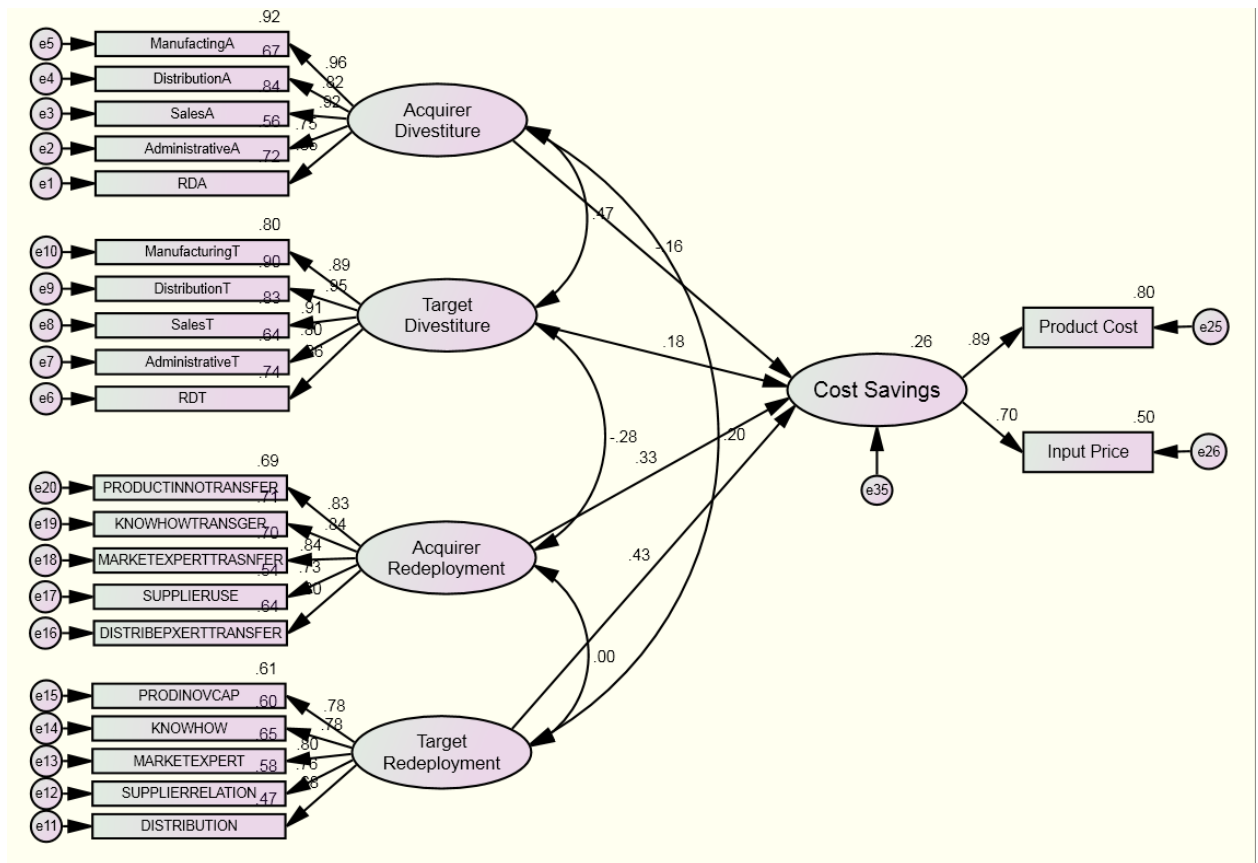 .92
e5
ManufactingA
.67
.96
e4
DistributionA
.82
.84
e3
SalesA
.92
.56
e2
AdministrativeA
.75
.72
e1
RDA
Acquirer
Divestiture
.47
-.16
.80
e10
ManufacturingT
.90
.89
e9
DistributionT
.95
.83
e8
SalesT
.91
.64
e7
AdministrativeT
.80
.74
e6
RDT
Target
Divestiture
.18
-.28
.69
e20
PRODUCTINNOTRANSFER
.71
.83
e19
KNOWHOWTRANSGER
.84
.70
e18
MARKETEXPERTTRASNFER
.84
.54
e17
SUPPLIERUSE
.73
.64
e16
DISTRIBEPXERTTRANSFER
.80
Acquirer
Redeployment
.33
.20
.43
.00
.61
e15
PRODINOVCAP
.60
.78
e14
KNOWHOW
.78
.65
e13
MARKETEXPERT
.80
.58
e12
SUPPLIERRELATION
.76
.47
e11
DISTRIBUTION
.68
Target
Redeployment
.26
Cost Savings
e35
.80
.89
Product Cost
e25
.70
.50
Input Price
e26